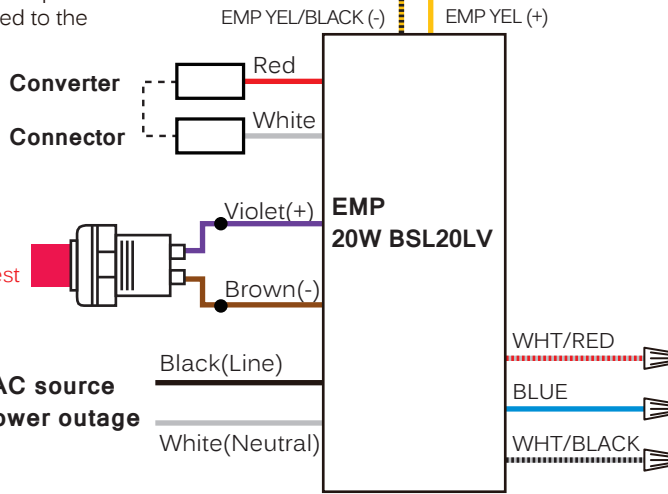 ed to the
EMP YEL/BLACK (-)
EMP YEL (+)
Converter
Red
Connector
White
Violet(+)
EMP
20W BSL20LV
est
Brown(-)
WHT/RED
Black(Line)
AC source
BLUE
ower outage
White(Neutral)
WHT/BLACK